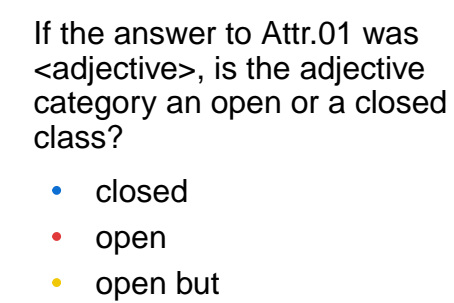 If the answer to Attr.01 was
<adjective>, is the adjective
category an open or a closed
class?
closed
open
open but